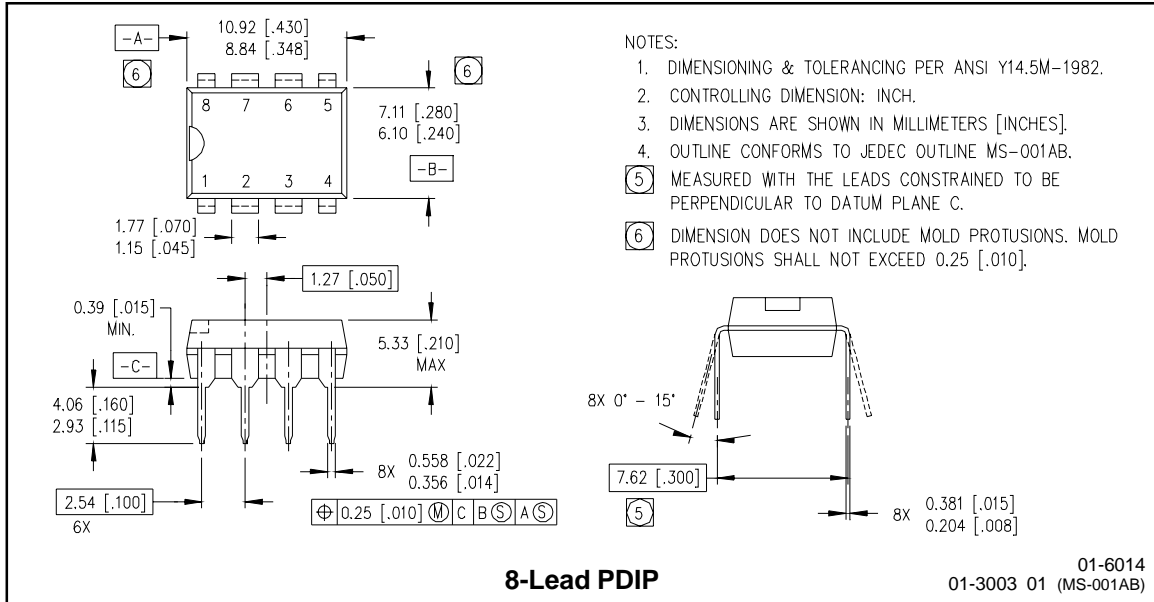 -A-
10.92 [.430]
8.84 [.348]
6
6
8 7 6 5
1 2 3 4
7.11 [.280]
6.10 [.240]
-B-
1.77 [.070]
1.15 [.045]
1.27 [.050]
0.39 [.015]
MIN.
-C-
5.33 [.210]
MAX
4.06 [.160]
2.93 [.115]
2.54 [.100]
6X
8X 0.558 [.022]
0.356 [.014]
⌖ 0.25 [.010] Ⓜ C B Ⓢ A Ⓢ
NOTES:
1. DIMENSIONING & TOLERANCING PER ANSI Y14.5M-1982.
2. CONTROLLING DIMENSION: INCH.
3. DIMENSIONS ARE SHOWN IN MILLIMETERS [INCHES].
4. OUTLINE CONFORMS TO JEDEC OUTLINE MS-001AB.
5 MEASURED WITH THE LEADS CONSTRAINED TO BE
PERPENDICULAR TO DATUM PLANE C.
6 DIMENSION DOES NOT INCLUDE MOLD PROTUSIONS. MOLD
PROTUSIONS SHALL NOT EXCEED 0.25 [.010].
8X 0° - 15°
7.62 [.300]
5
8X 0.381 [.015]
0.204 [.008]
8-Lead PDIP
01-6014
01-3003 01 (MS-001AB)